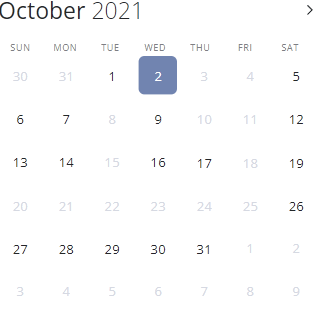 October 2021
SUN MON TUE WED THU FRI SAT
30 31 1 2 3 4 5
6 7 8 9 10 11 12
13 14 15 16 17 18 19
20 21 22 23 24 25 26
27 28 29 30 31 1 2
3 4 5 6 7 8 9